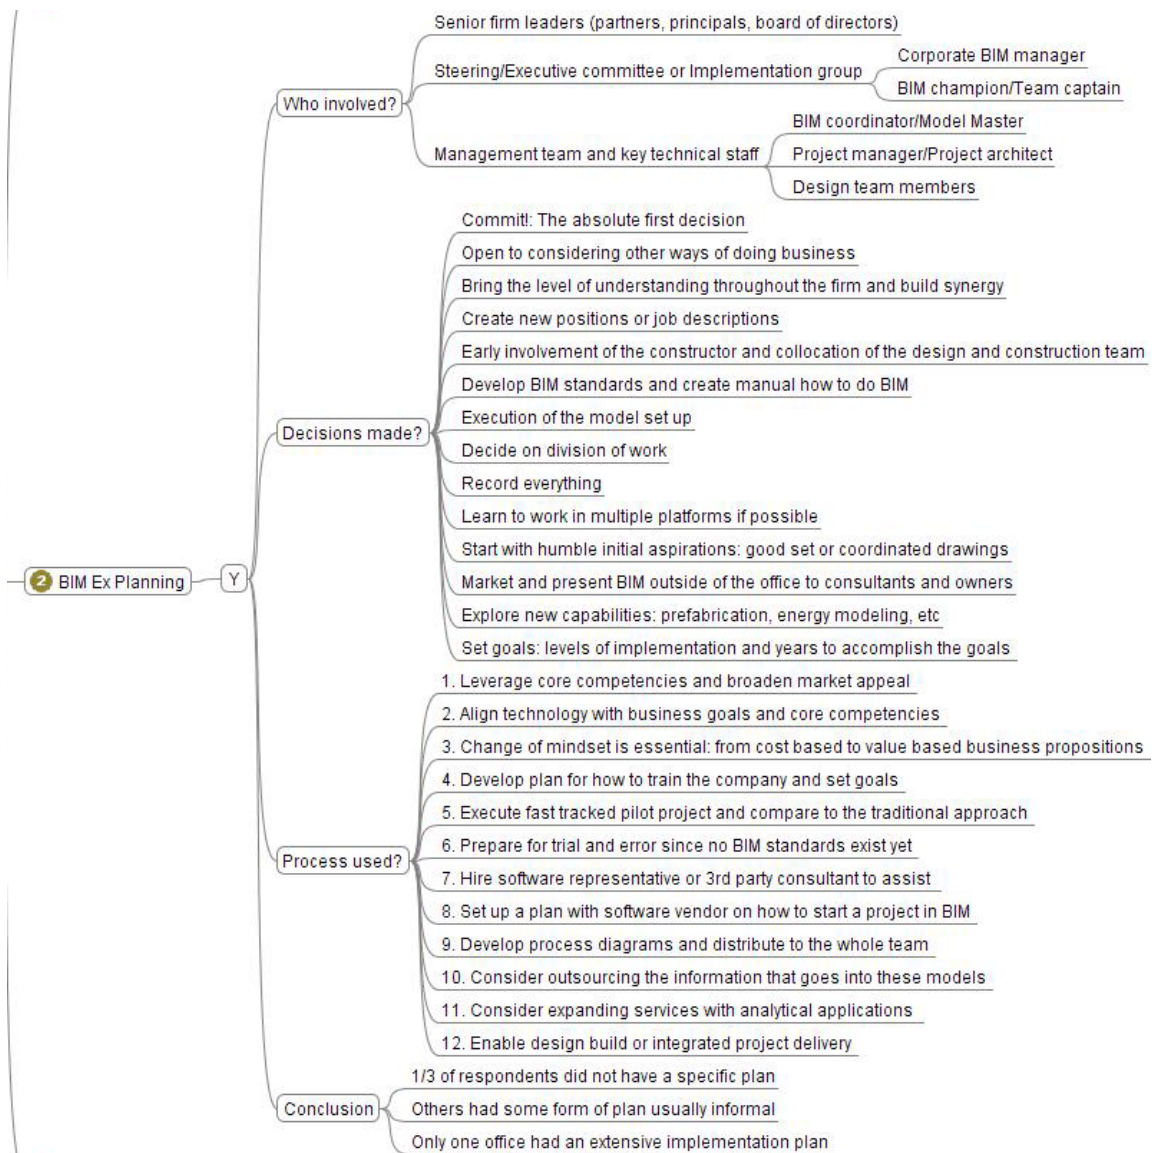 Senior firm leaders (partners, principals, board of directors)
Corporate BIM manager
Steering/Executive committee or Implementation group
BIM champion/Team captain
Who involved?
BIM coordinator/Model Master
Management team and key technical staff
Project manager/Project architect
Design team members
Commit!: The absolute first decision
Open to considering other ways of doing business
Bring the level of understanding throughout the firm and build synergy
Create new positions or job descriptions
Early involvement of the constructor and collocation of the design and construction team
Develop BIM standards and create manual how to do BIM
Execution of the model set up
Decisions made?
Decide on division of work
Record everything
Learn to work in multiple platforms if possible
Start with humble initial aspirations: good set or coordinated drawings
2 BIM Ex Planning
Y
Market and present BIM outside of the office to consultants and owners
Explore new capabilities: prefabrication, energy modeling, etc
Set goals: levels of implementation and years to accomplish the goals
1. Leverage core competencies and broaden market appeal
2. Align technology with business goals and core competencies
3. Change of mindset is essential: from cost based to value based business propositions
4. Develop plan for how to train the company and set goals
5. Execute fast tracked pilot project and compare to the traditional approach
6. Prepare for trial and error since no BIM standards exist yet
Process used?
7. Hire software representative or 3rd party consultant to assist
8. Set up a plan with software vendor on how to start a project in BIM
9. Develop process diagrams and distribute to the whole team
10. Consider outsourcing the information that goes into these models
11. Consider expanding services with analytical applications
12. Enable design build or integrated project delivery
1/3 of respondents did not have a specific plan
Conclusion
Others had some form of plan usually informal
Only one office had an extensive implementation plan